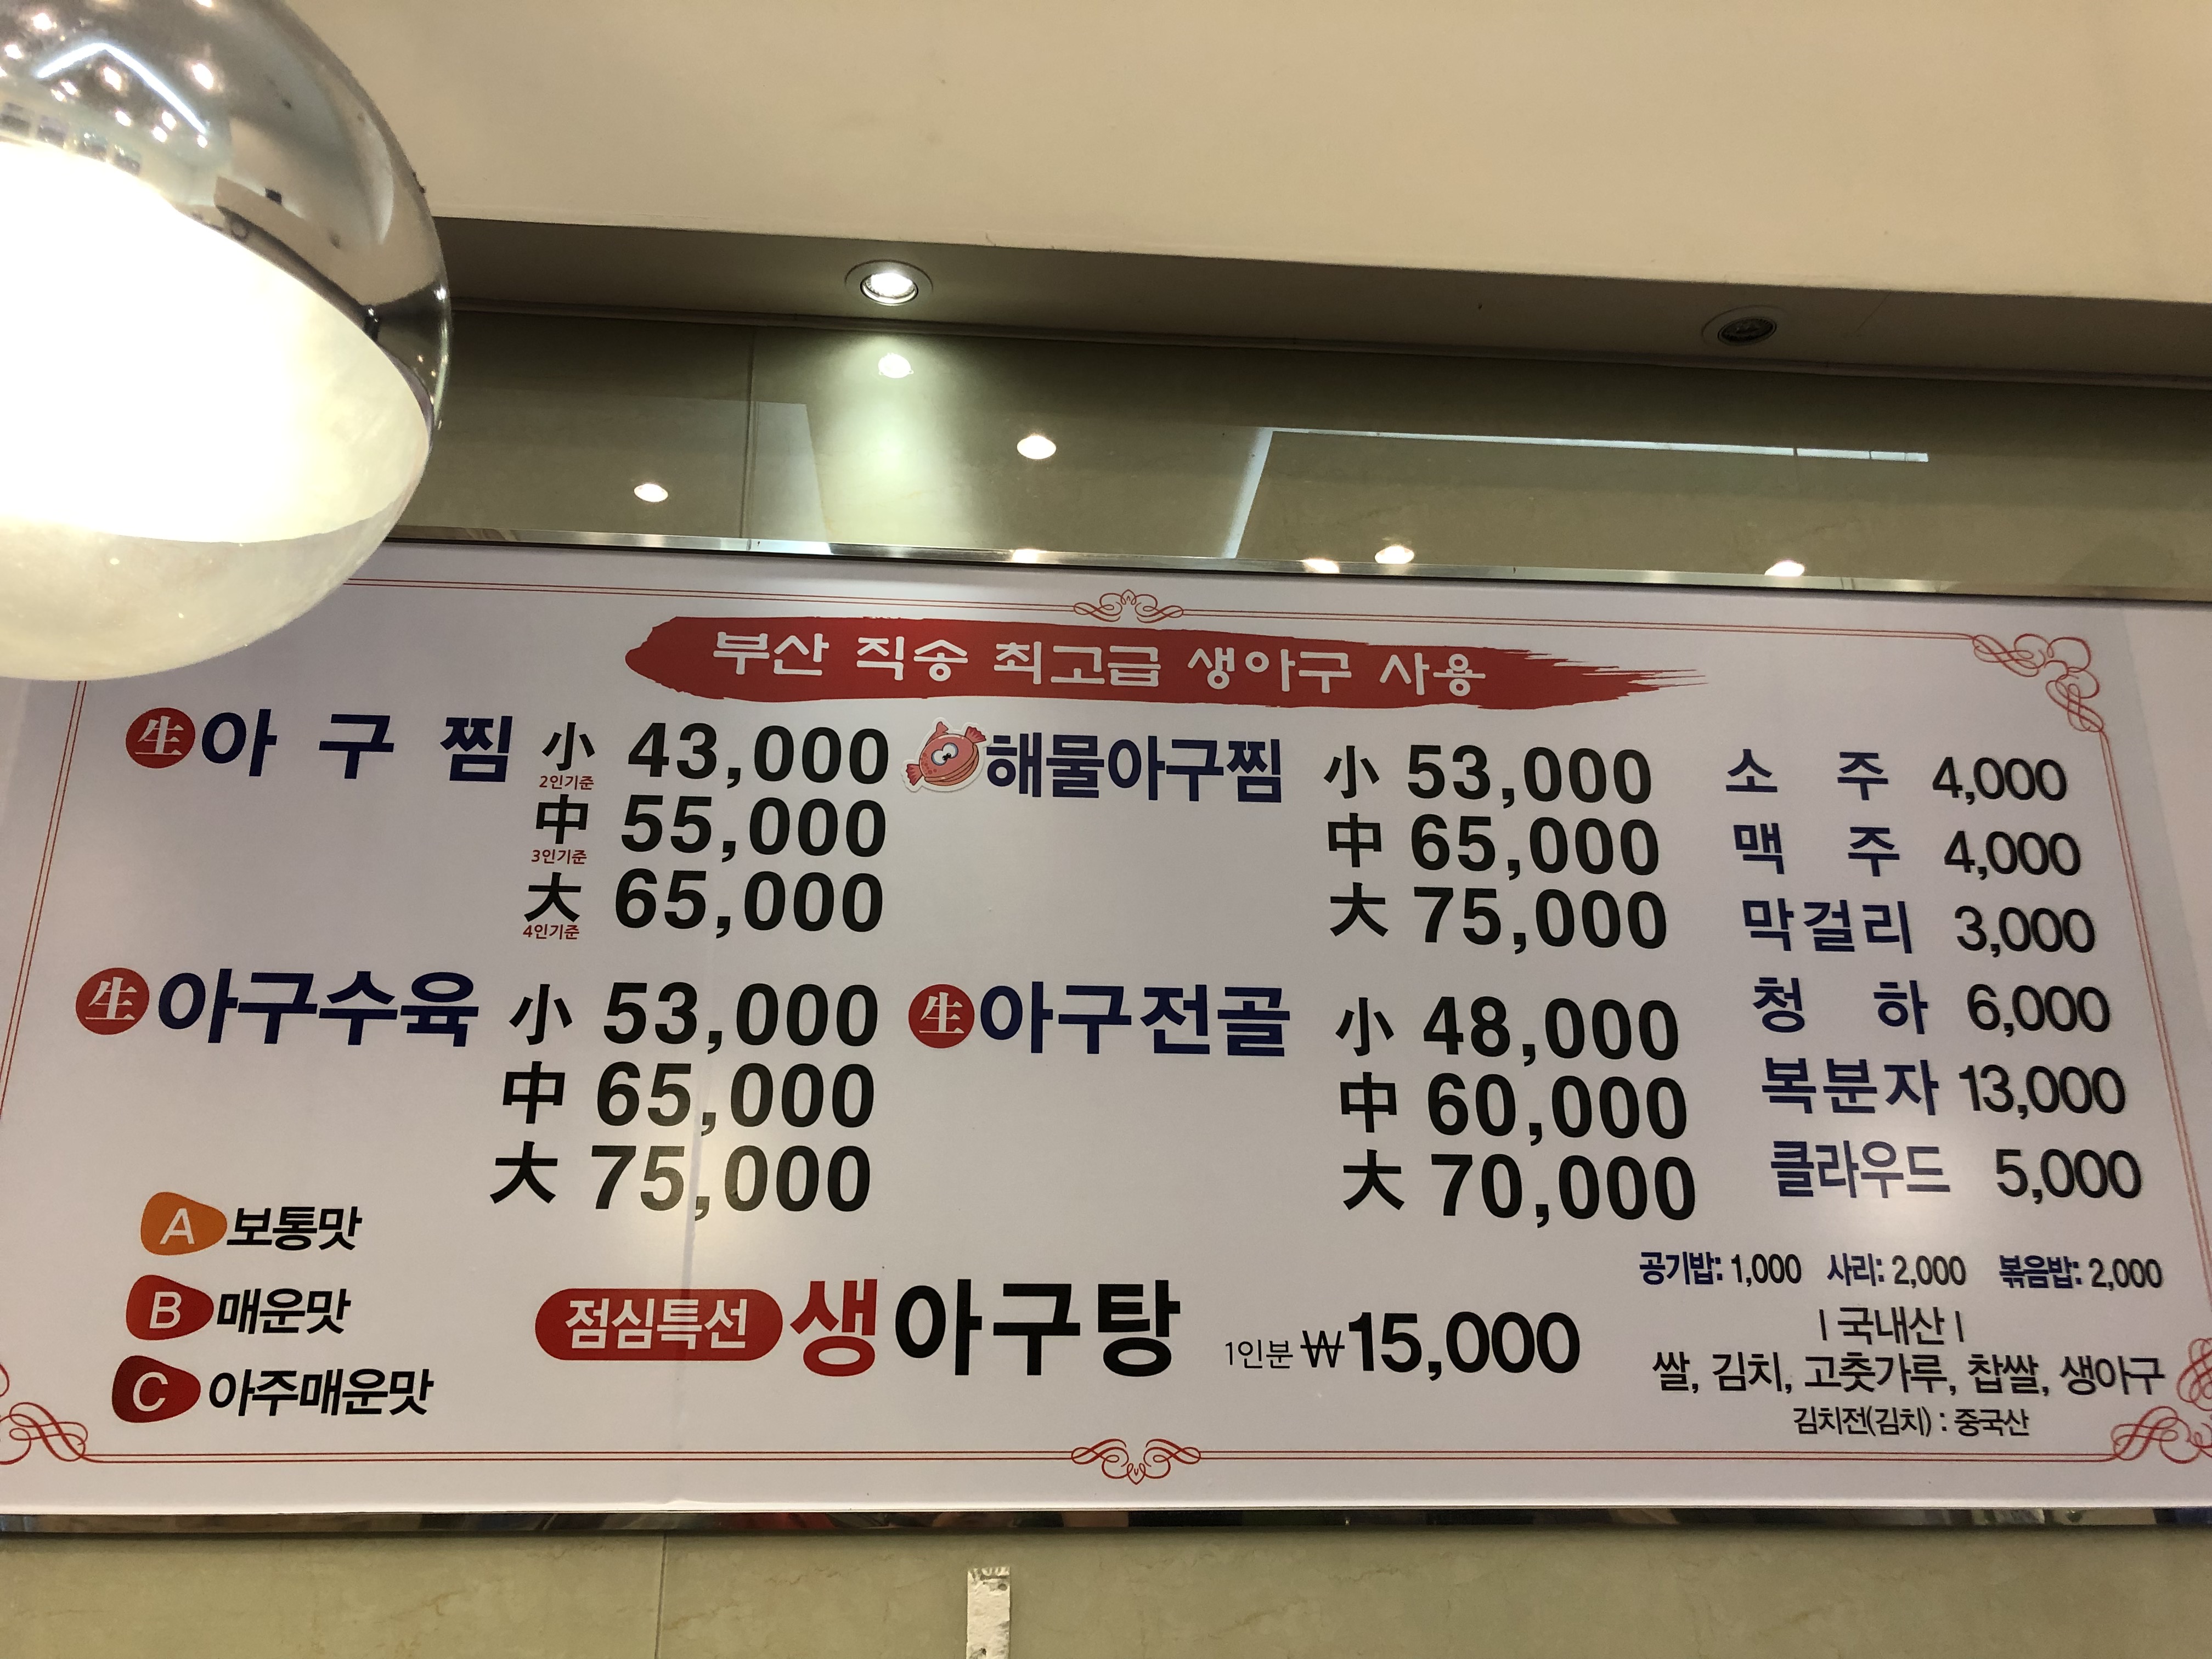 부산 직송 최고급 생아구 사용
生 아 구 찜 小 43,000
2인기준
中 55,000
3인기준
大 65,000
4인기준
해물아구찜 小 53,000
中 65,000
大 75,000
生 아구수육 小 53,000
中 65,000
大 75,000
生 아구전골 小 48,000
中 60,000
大 70,000
소 주 4,000
맥 주 4,000
막걸리 3,000
청 하 6,000
복분자 13,000
클라우드 5,000
A 보통맛
B 매운맛
C 아주매운맛
점심특선 생아구탕 1인분 ₩15,000
공기밥: 1,000 사리: 2,000 볶음밥: 2,000
| 국내산 |
쌀, 김치, 고춧가루, 찹쌀, 생아구
김치전(김치) : 중국산